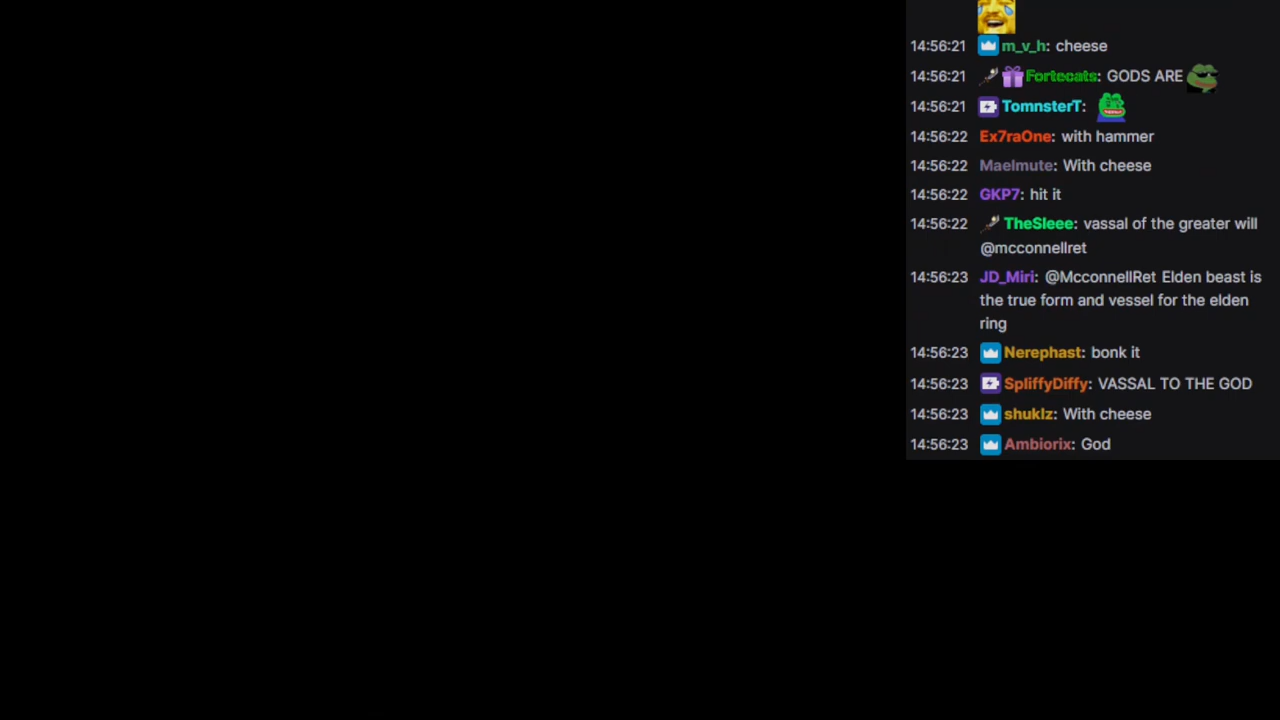 14:56:21 m_v_h: cheese
14:56:21 Fortecats: GODS ARE
14:56:21 TomnsterT:
14:56:22 Ex7raOne: with hammer
14:56:22 Maelmute: With cheese
14:56:22 GKP7: hit it
14:56:22 TheSleee: vassal of the greater will
@mcconnellret
14:56:23 JD_Miri: @McconnellRet Elden beast is
the true form and vessel for the elden
ring
14:56:23 Nerephast: bonk it
14:56:23 SpliffyDiffy: VASSAL TO THE GOD
14:56:23 shuklz: With cheese
14:56:23 Ambiorix: God